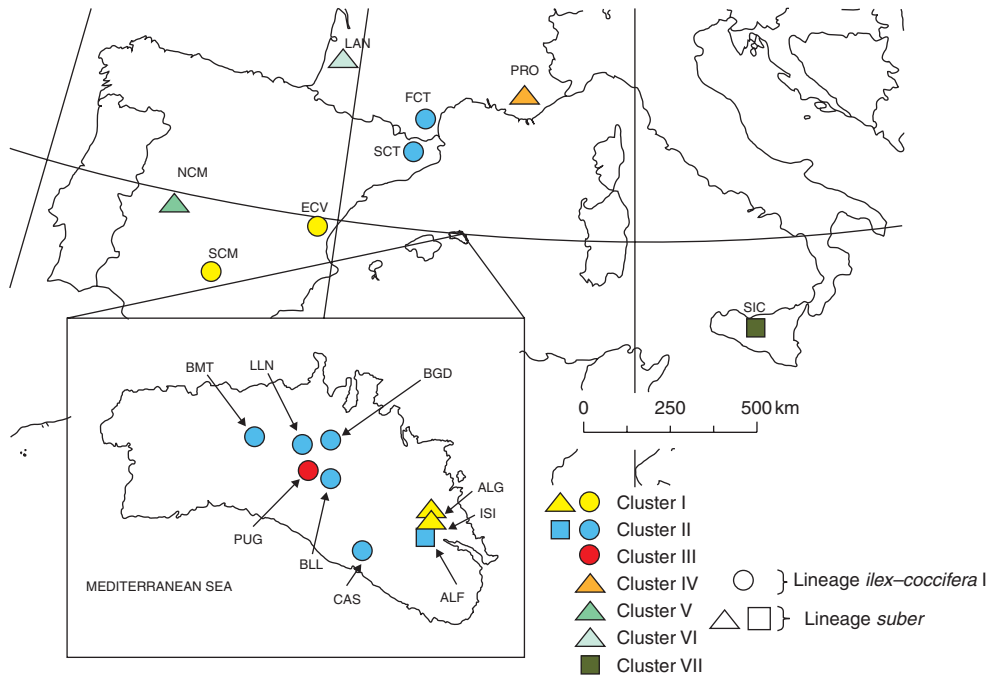 LAN
PRO
FCT
SCT
NCM
ECV
SCM
SIC
0 250 500 km
BMT
LLN
BGD
ALG
ISI
PUG
BLL
CAS
ALF
MEDITERRANEAN SEA
Cluster I
Cluster II
Cluster III
Cluster IV
Cluster V
Cluster VI
Cluster VII
Lineage ilex–coccifera I
Lineage suber